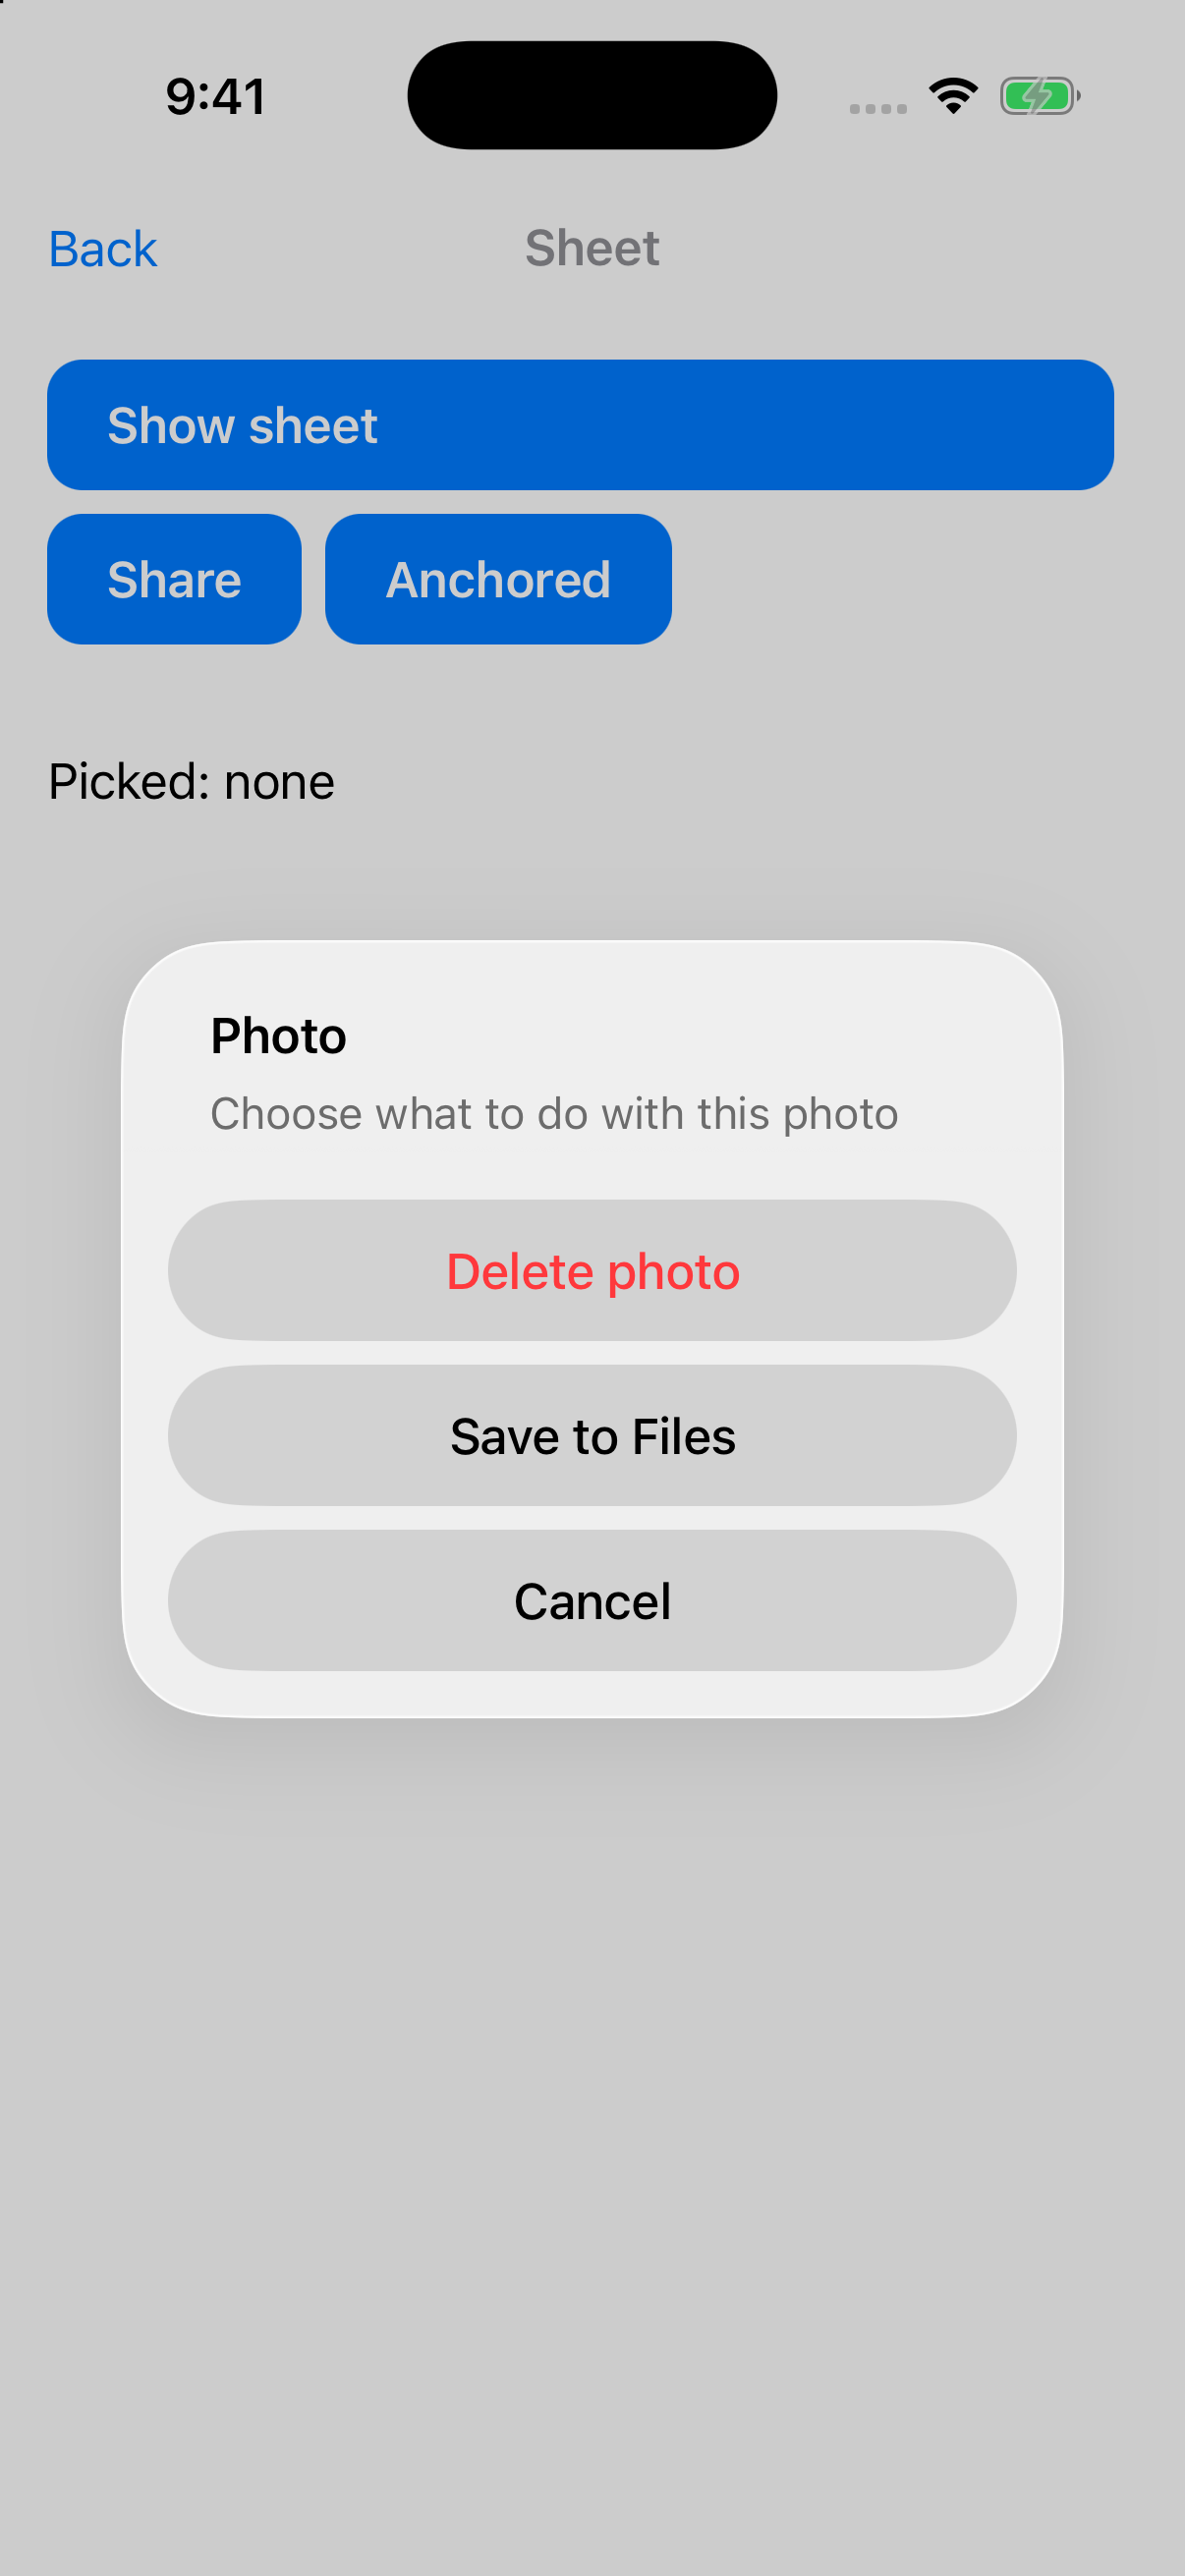 9:41
Back
Sheet
Show sheet
Share
Anchored
Picked: none
Photo
Choose what to do with this photo
Delete photo
Save to Files
Cancel